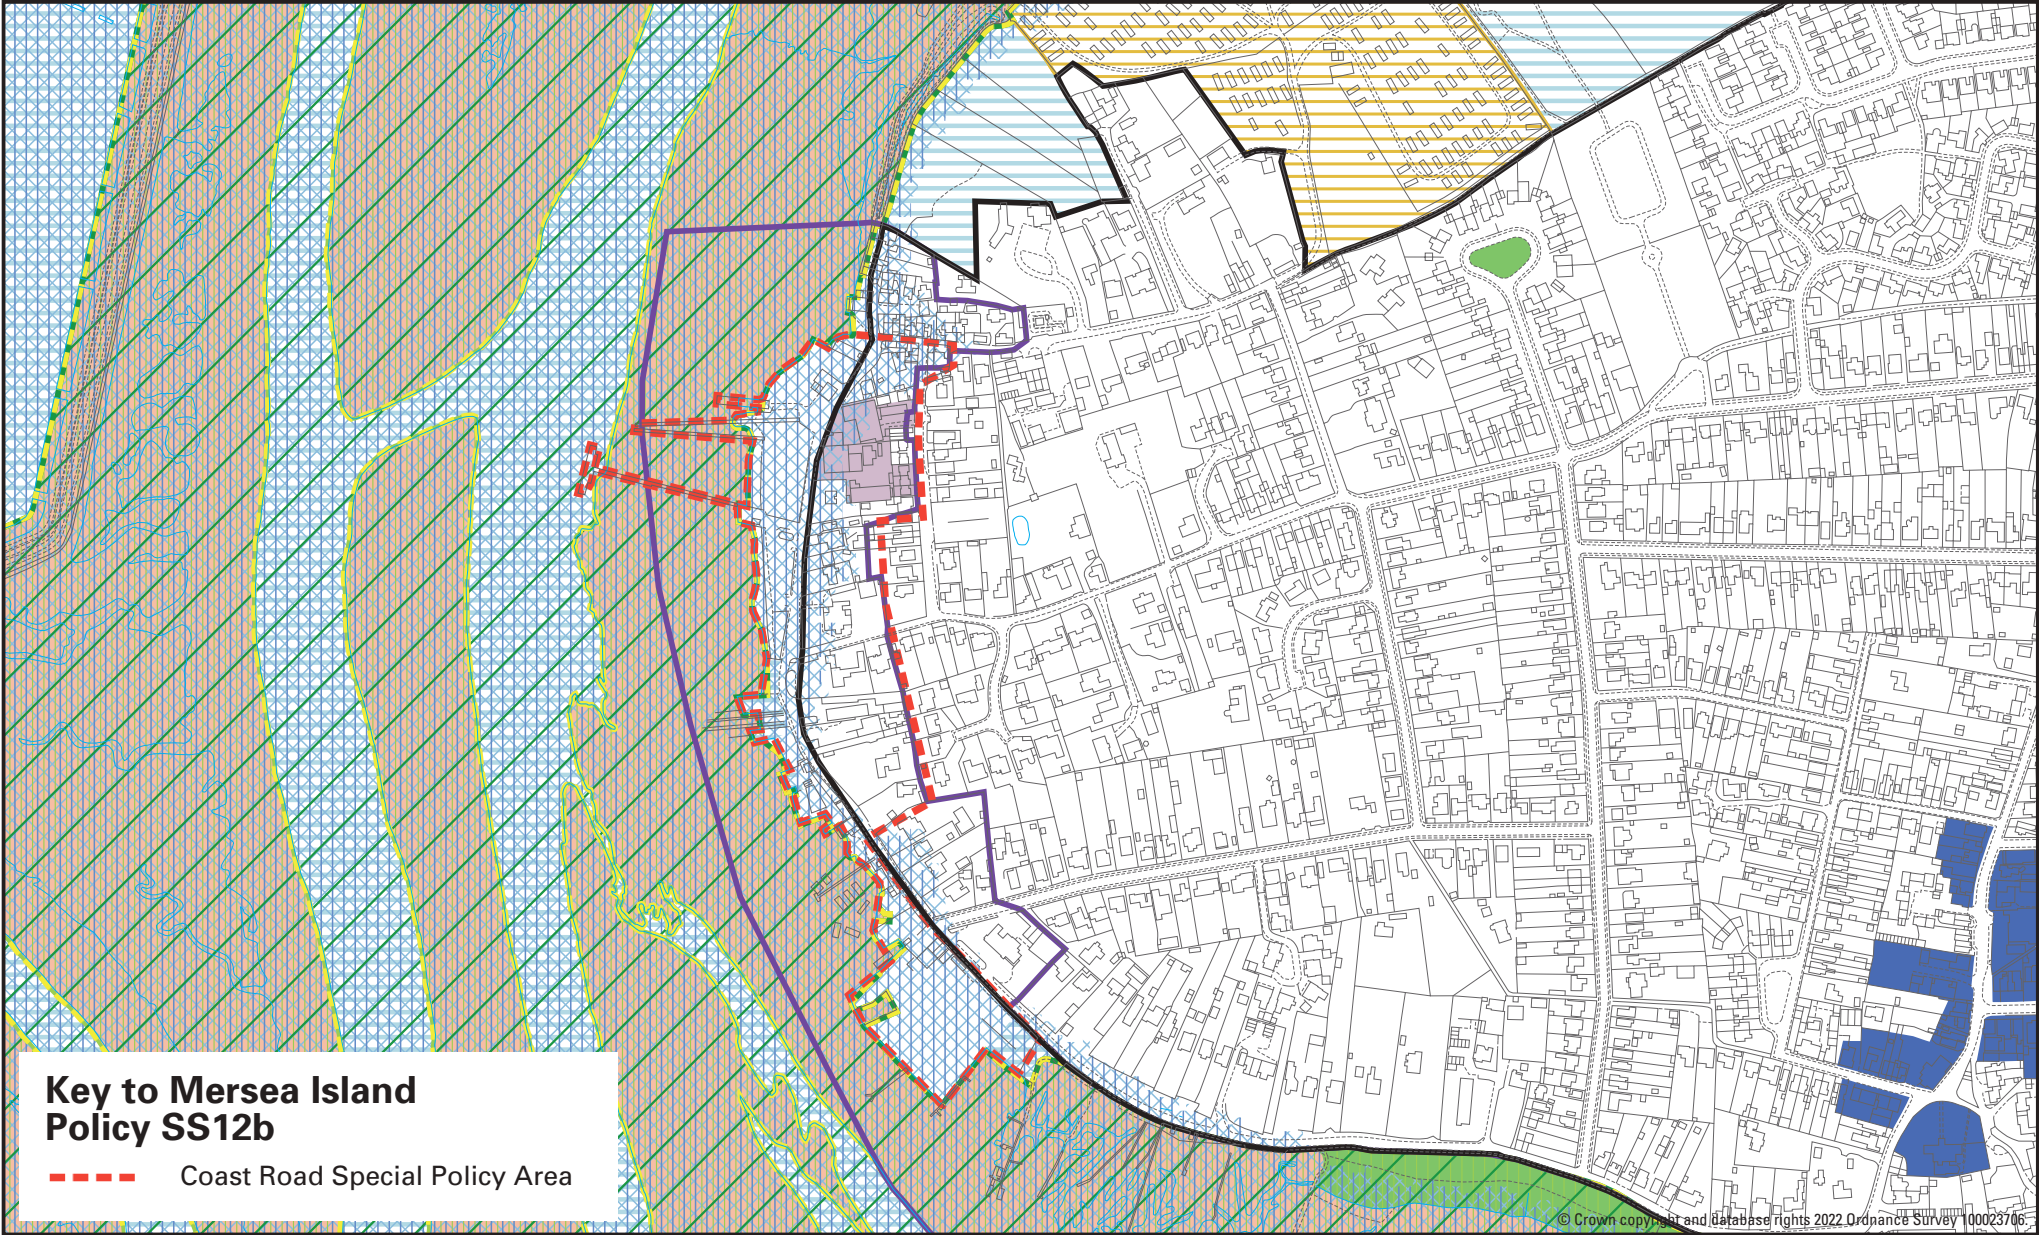 Key to Mersea Island
Policy SS12b
Coast Road Special Policy Area
© Crown copyright and database rights 2022 Ordnance Survey 100023706.